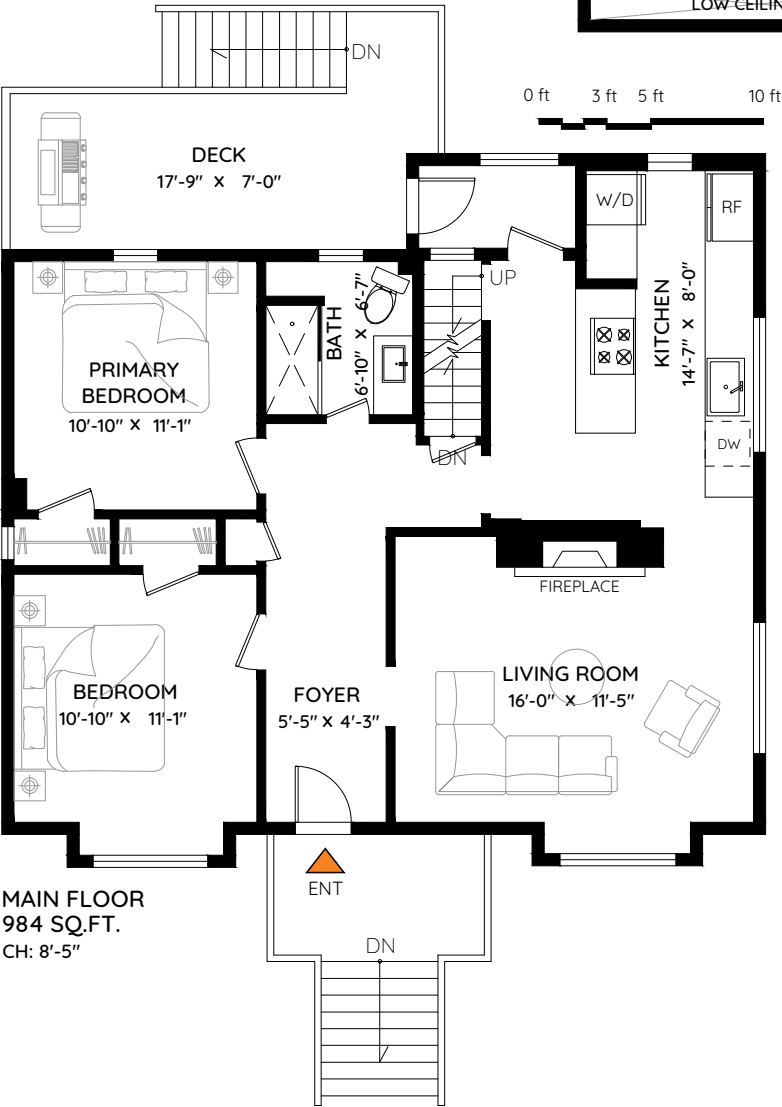 LOW CEILIN
DN
0 ft 3 ft 5 ft 10 ft
DECK
17'-9" x 7'-0"
W/D
RF
UP
KITCHEN
14'-7" x 8'-0"
BATH
6'-10" x 6'-7"
PRIMARY
BEDROOM
10'-10" x 11'-1"
DW
DN
FIREPLACE
BEDROOM
10'-10" x 11'-1"
FOYER
5'-5" x 4'-3"
LIVING ROOM
16'-0" x 11'-5"
ENT
MAIN FLOOR
984 SQ.FT.
CH: 8'-5"
DN